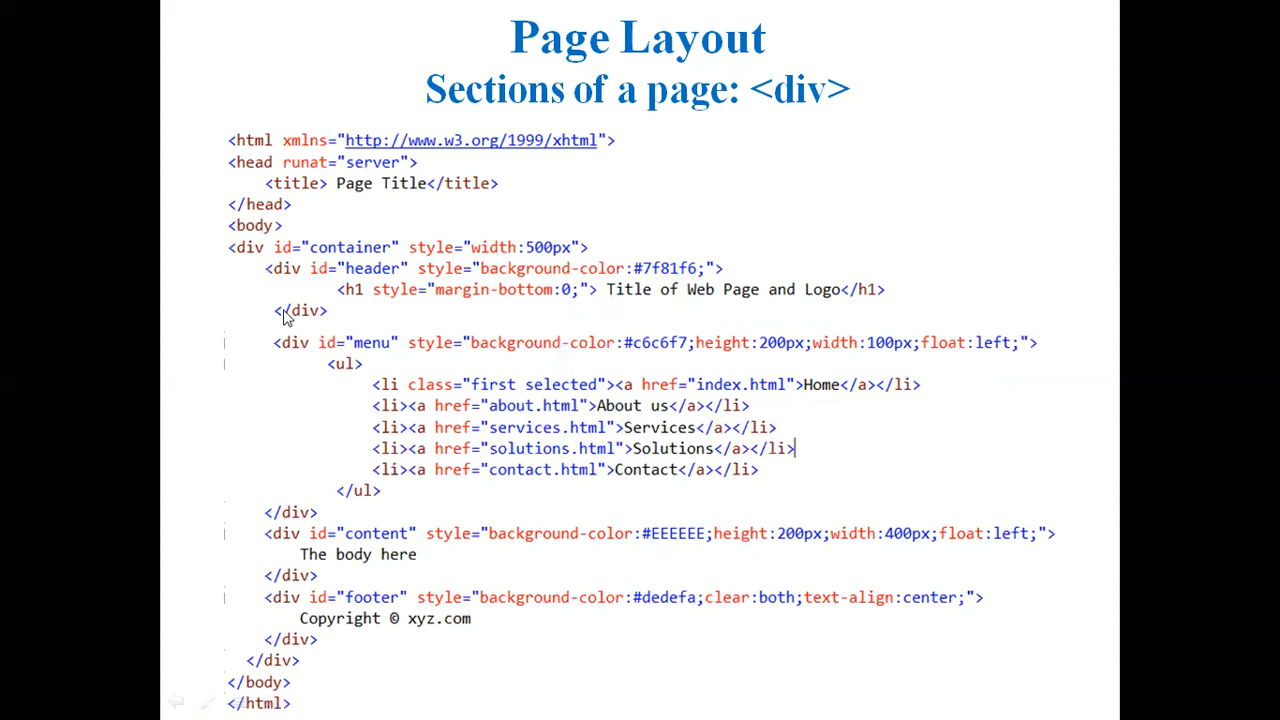 Page Layout
Sections of a page: <div>
<html xmlns="http://www.w3.org/1999/xhtml">
<head runat="server">
<title> Page Title</title>
</head>
<body>
<div id="container" style="width:500px">
<div id="header" style="background-color:#7f81f6;">
<h1 style="margin-bottom:0;"> Title of Web Page and Logo</h1>
</div>
<div id="menu" style="background-color:#c6c6f7;height:200px;width:100px;float:left;">
<ul>
<li class="first selected"><a href="index.html">Home</a></li>
<li><a href="about.html">About us</a></li>
<li><a href="services.html">Services</a></li>
<li><a href="solutions.html">Solutions</a></li>
<li><a href="contact.html">Contact</a></li>
</ul>
</div>
<div id="content" style="background-color:#EEEEEE;height:200px;width:400px;float:left;">
The body here
</div>
<div id="footer" style="background-color:#dedefa;clear:both;text-align:center;">
Copyright © xyz.com
</div>
</div>
</body>
</html>